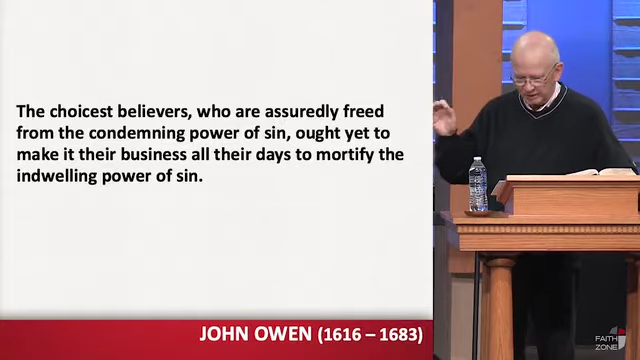 The choicest believers, who are assuredly freed
from the condemning power of sin, ought yet to
make it their business all their days to mortify the
indwelling power of sin.
JOHN OWEN (1616 – 1683)
FAITH
ZONE